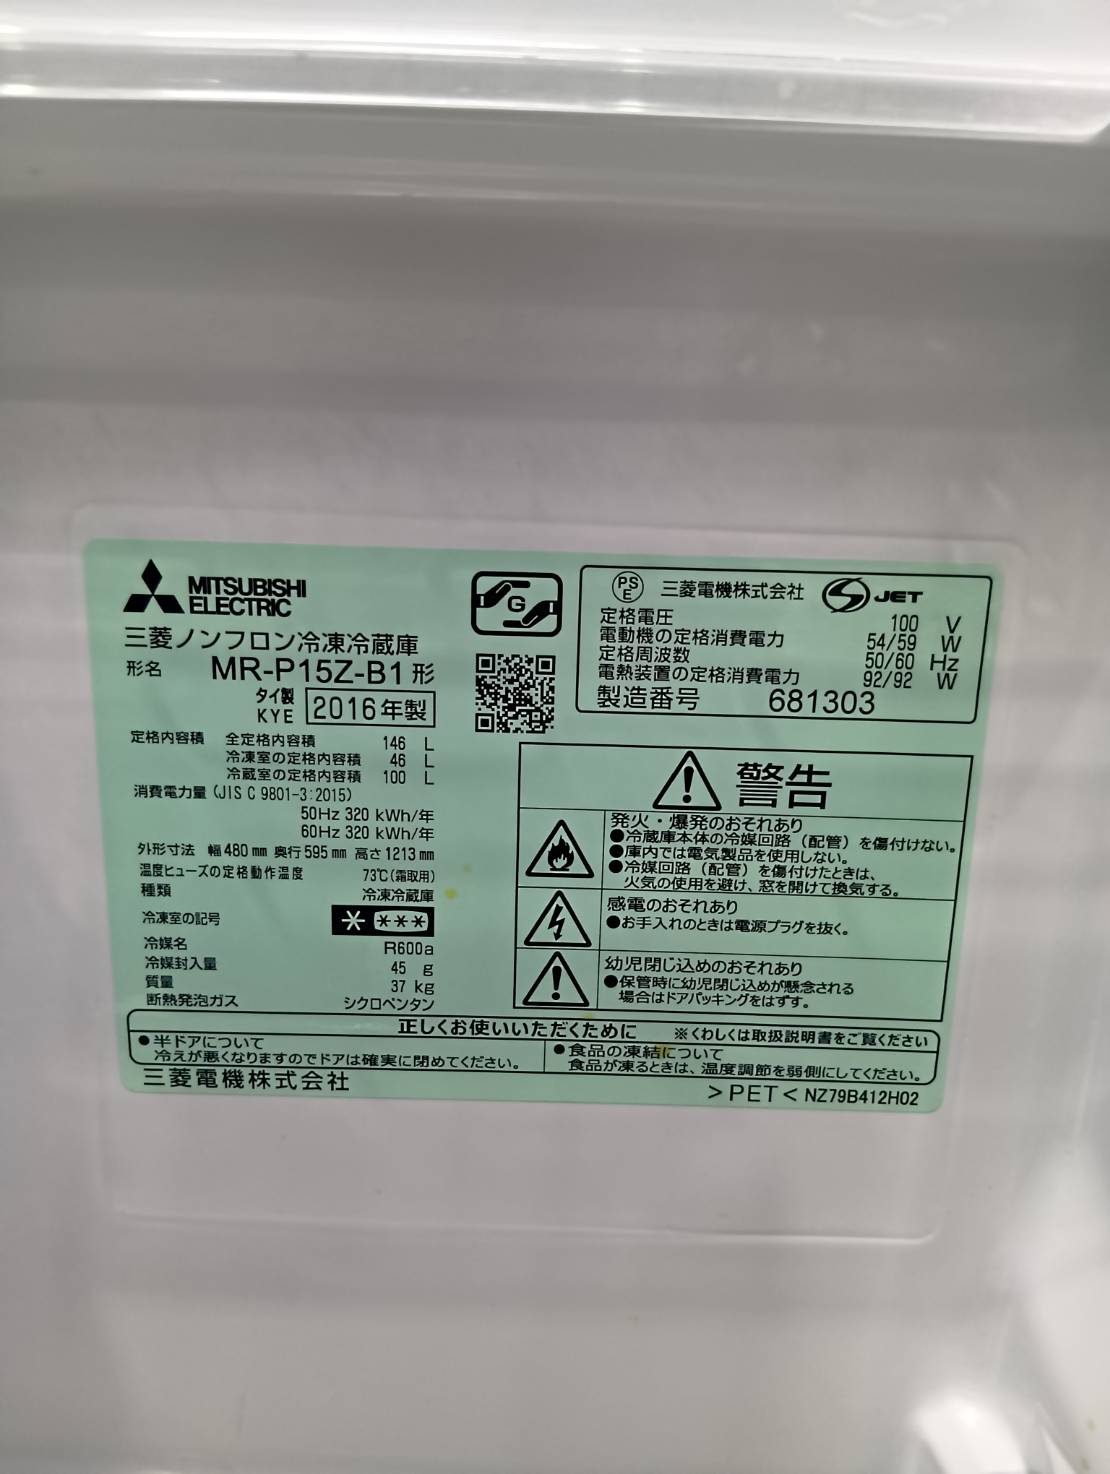 MITSUBISHI
ELECTRIC
三菱ノンフロン冷凍冷蔵庫
形名 MR-P15Z-B1形
タイ製
KYE 2016年製
定格内容積 全定格内容積 146 L
冷凍室の定格内容積 46 L
冷蔵室の定格内容積 100 L
消費電力量 (JIS C 9801-3:2015)
50Hz 320 kWh/年
60Hz 320 kWh/年
外形寸法 幅480mm 奥行595mm 高さ1213mm
温度ヒューズの定格動作温度 73℃(霜取用)
種類 冷凍冷蔵庫
冷凍室の記号 * ***
冷媒名 R600a
冷媒封入量 45 g
質量 37 kg
断熱発泡ガス シクロペンタン
G
PS
E
三菱電機株式会社 S JET
定格電圧 100 V
電動機の定格消費電力 54/59 W
定格周波数 50/60 Hz
電熱装置の定格消費電力 92/92 W
製造番号 681303
警告
発火・爆発のおそれあり
●冷蔵庫本体の冷媒回路(配管)を傷付けない。
●庫内では電気製品を使用しない。
●冷媒回路(配管)を傷付けたときは、
火気の使用を避け、窓を開けて換気する。
感電のおそれあり
●お手入れのときは電源プラグを抜く。
幼児閉じ込めのおそれあり
●保管時に幼児閉じ込めが懸念される
場合はドアパッキングをはずす。
正しくお使いいただくために ※くわしくは取扱説明書をご覧ください
●半ドアについて
冷えが悪くなりますのでドアは確実に閉めてください。
●食品の凍結について
食品が凍るときは、温度調節を弱側にしてください。
三菱電機株式会社
>PET< NZ79B412H02